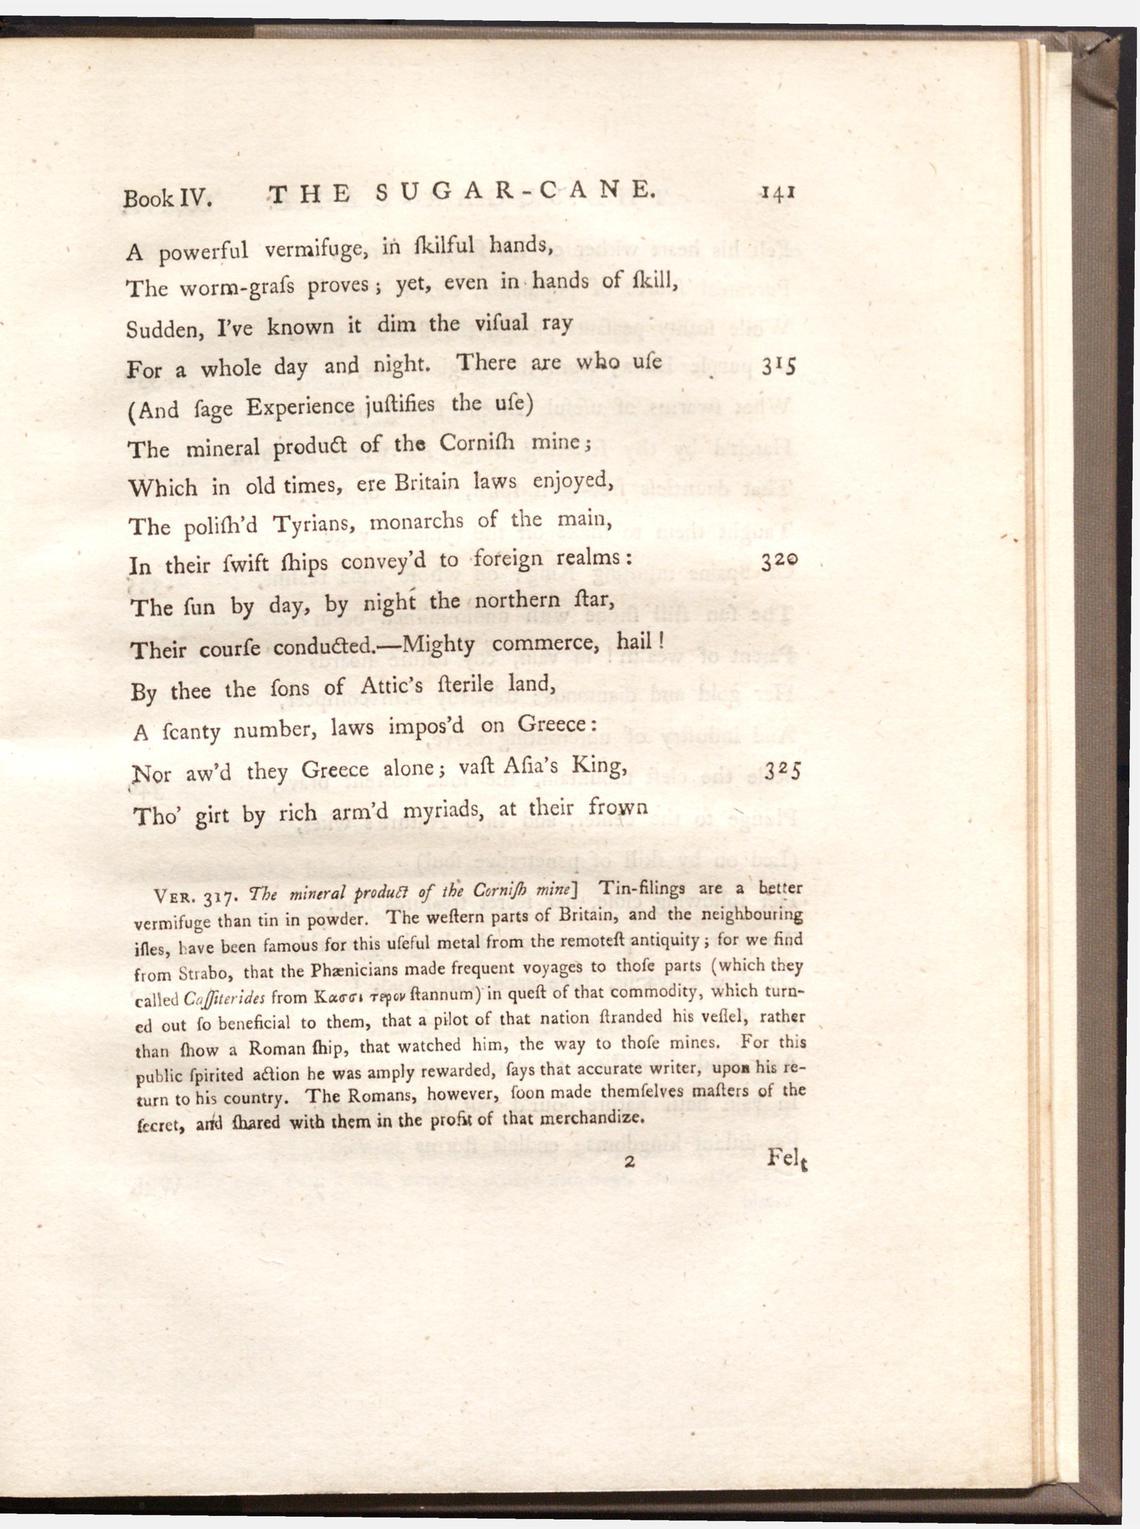 Book IV. THE SUGAR-CANE. 141
A powerful vermifuge, in ſkilful hands,
The worm-graſs proves; yet, even in hands of ſkill,
Sudden, I've known it dim the viſual ray
For a whole day and night. There are who uſe 315
(And ſage Experience juſtifies the uſe)
The mineral product of the Corniſh mine;
Which in old times, ere Britain laws enjoyed,
The poliſh'd Tyrians, monarchs of the main,
In their ſwift ſhips convey'd to foreign realms: 320
The ſun by day, by night the northern ſtar,
Their courſe conducted.—Mighty commerce, hail!
By thee the ſons of Attic's ſterile land,
A ſcanty number, laws impos'd on Greece:
Nor aw'd they Greece alone; vaſt Aſia's King, 325
Tho' girt by rich arm'd myriads, at their frown
VER. 317. The mineral product of the Corniſh mine] Tin-filings are a better
vermifuge than tin in powder. The weſtern parts of Britain, and the neighbouring
iſles, have been famous for this uſeful metal from the remoteſt antiquity; for we find
from Strabo, that the Phænicians made frequent voyages to thoſe parts (which they
called Caſſiterides from Κασσι τερον ſtannum) in queſt of that commodity, which turn-
ed out ſo beneficial to them, that a pilot of that nation ſtranded his veſſel, rather
than ſhow a Roman ſhip, that watched him, the way to thoſe mines. For this
public ſpirited action he was amply rewarded, ſays that accurate writer, upon his re-
turn to his country. The Romans, however, ſoon made themſelves maſters of the
ſecret, and ſhared with them in the profit of that merchandize.
2 Felt